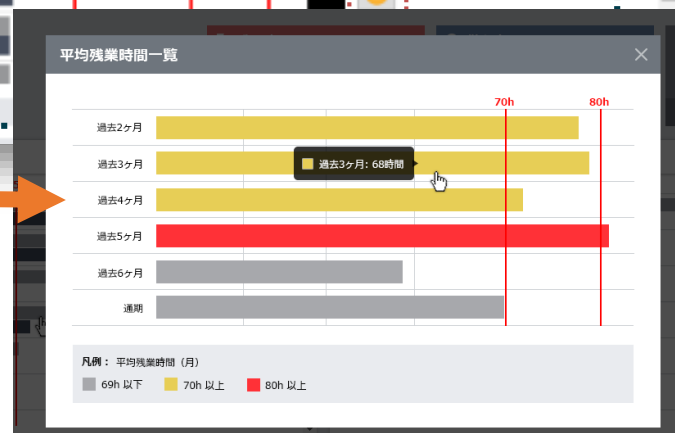 平均残業時間一覧
70h
80h
過去2ヶ月
過去3ヶ月
過去3ヶ月: 68時間
過去4ヶ月
過去5ヶ月
過去6ヶ月
通期
凡例： 平均残業時間（月）
69h 以下
70h 以上
80h 以上